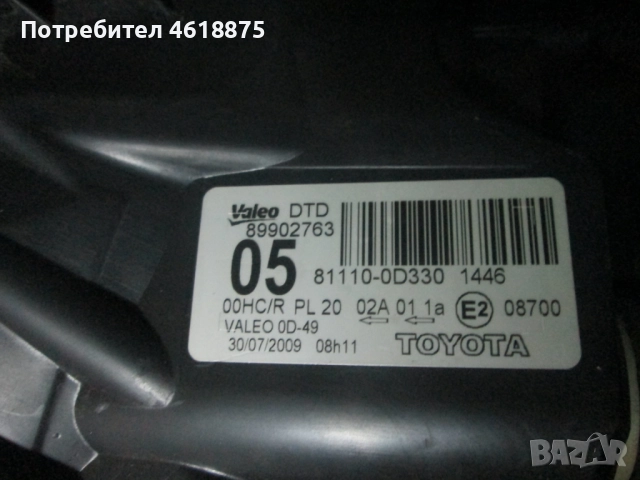 Потребител 4618875
Valeo DTD
89902763
05 81110-0D330 1446
00HC/R PL 20 02A 01 1a E2 08700
VALEO 0D-49
30/07/2009 08h11 TOYOTA
BAZAR